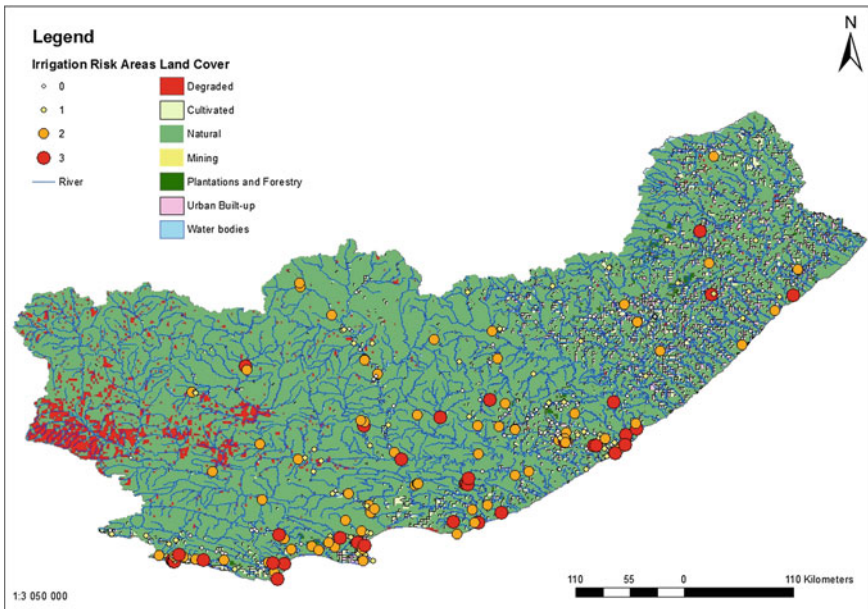 Legend
N
Irrigation Risk Areas Land Cover
0 Degraded
1 Cultivated
2 Natural
3 Mining
River Plantations and Forestry
Urban Built-up
Water bodies
1:3 050 000
110 55 0 110 Kilometers